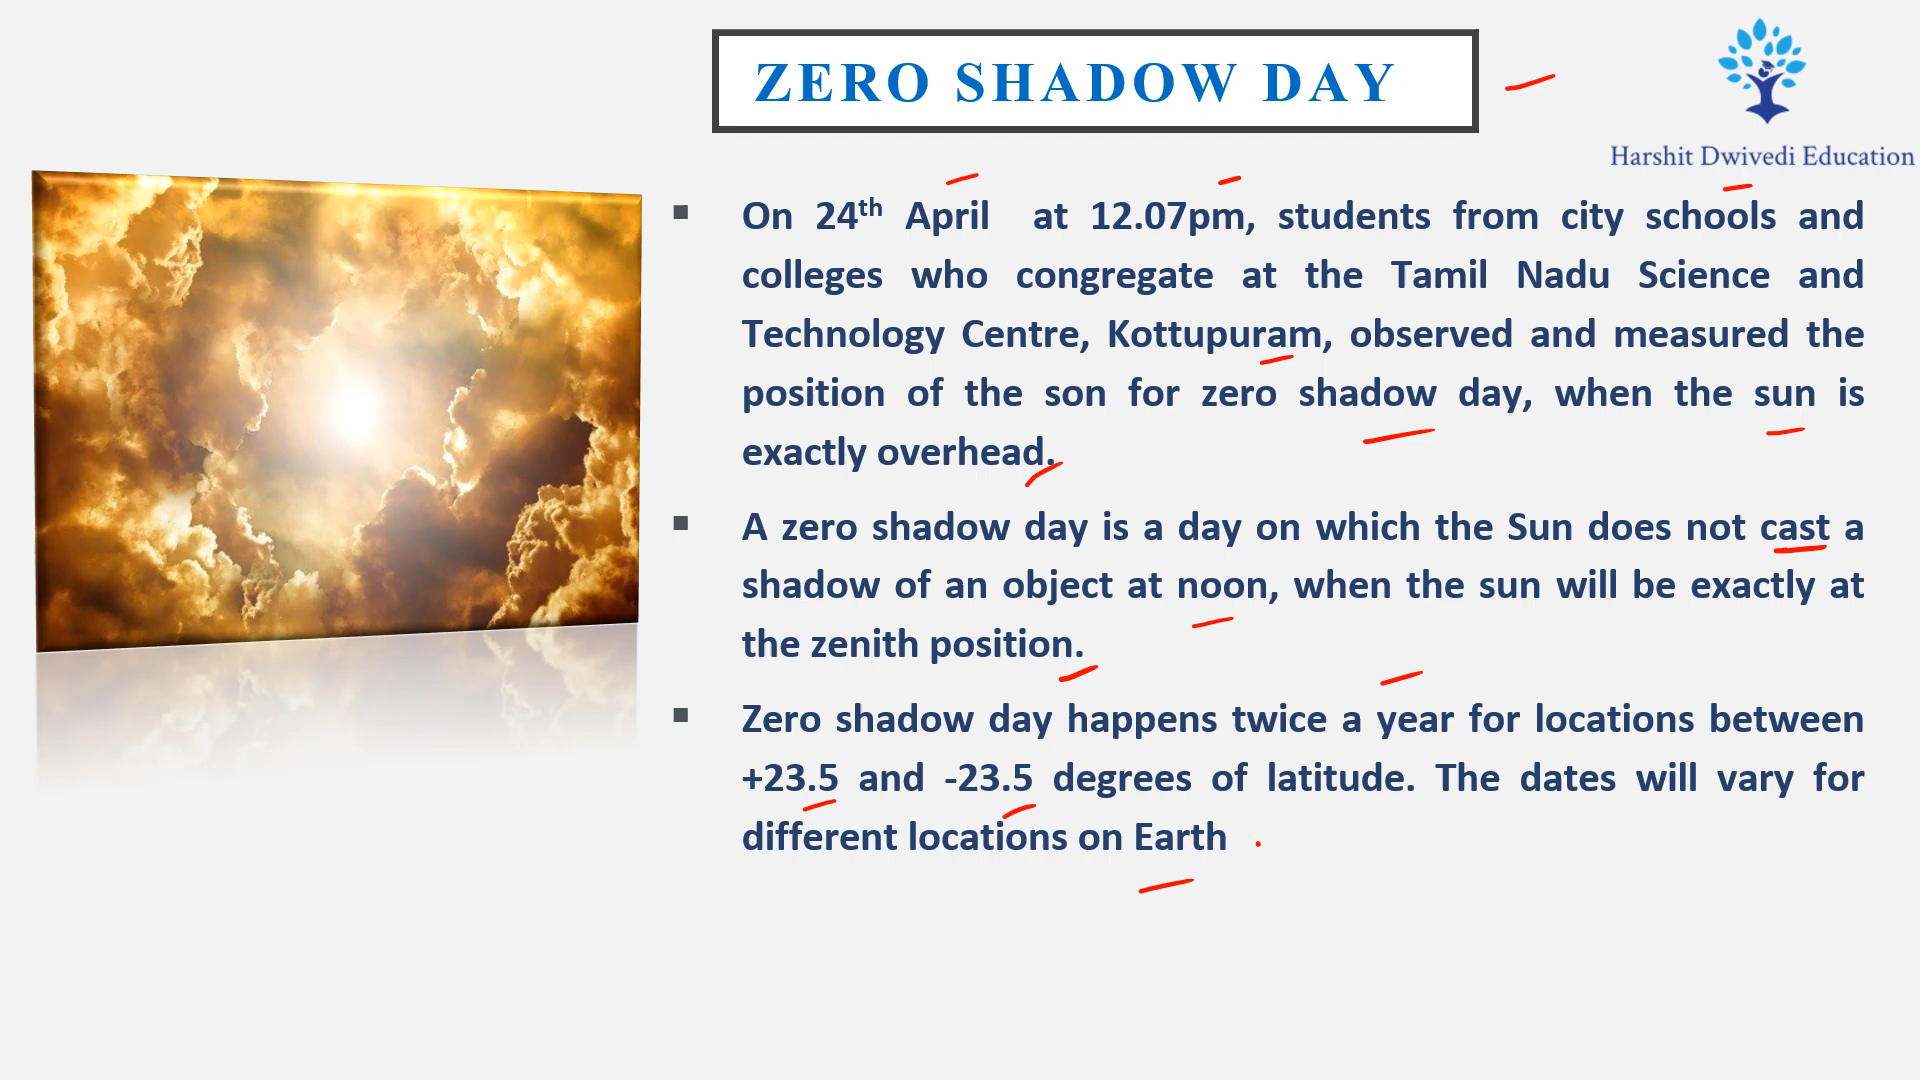 ZERO SHADOW DAY
Harshit Dwivedi Education
▪ On 24th April at 12.07pm, students from city schools and
colleges who congregate at the Tamil Nadu Science and
Technology Centre, Kottupuram, observed and measured the
position of the son for zero shadow day, when the sun is
exactly overhead.
▪ A zero shadow day is a day on which the Sun does not cast a
shadow of an object at noon, when the sun will be exactly at
the zenith position.
▪ Zero shadow day happens twice a year for locations between
+23.5 and -23.5 degrees of latitude. The dates will vary for
different locations on Earth